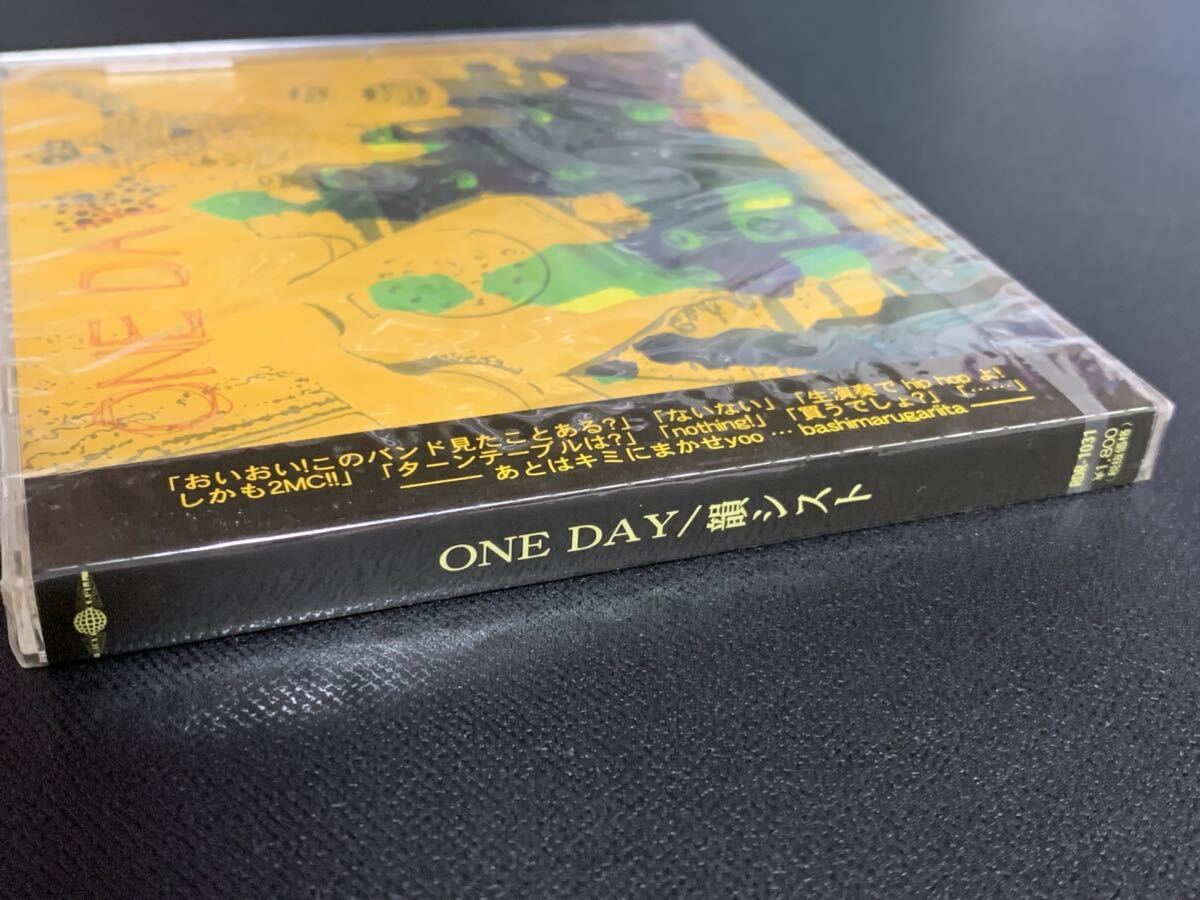 ONE DAY
「おいおい!このバンド見たことある?」「ないない」「生演奏で hip hop よ!
しかも2MC!!」「ターンテーブルは?」「nothing!」「買うでしょ?」「……」
あとはキミにまかせyoo … bashimarugarita
ONE DAY/韻シスト
1031
¥1,800